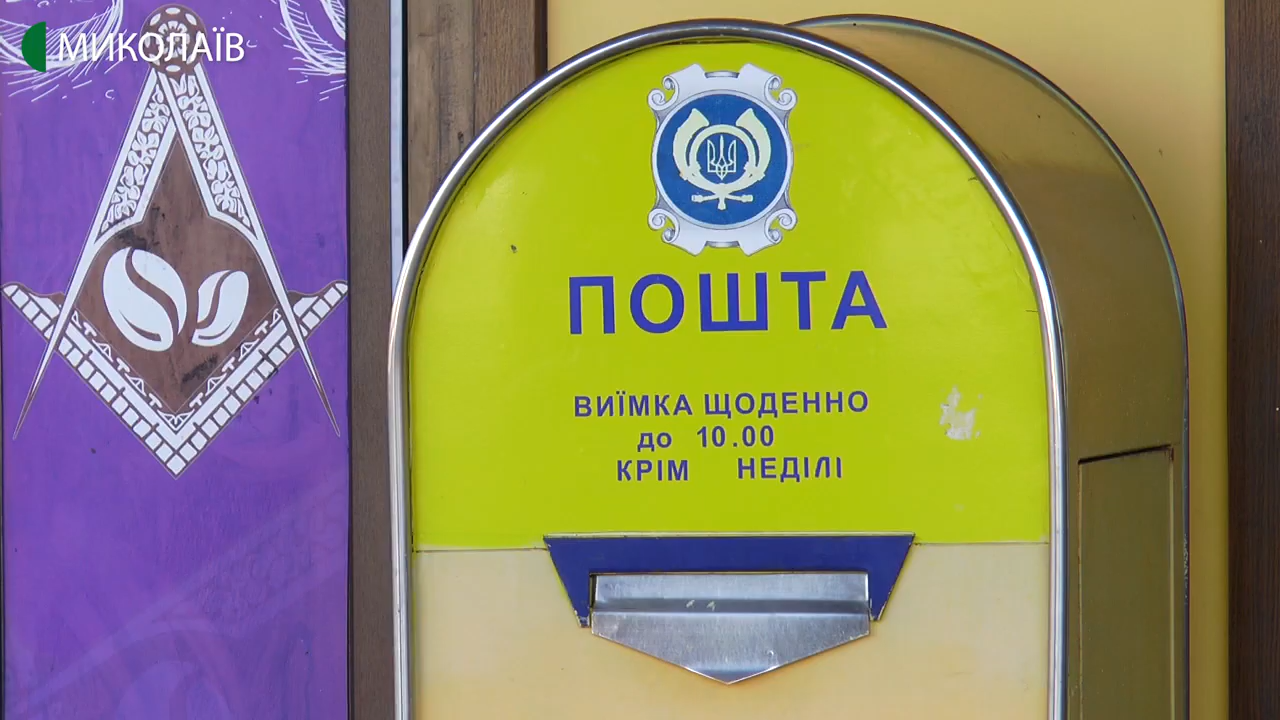 МИКОЛАЇВ
ПОШТА
ВИЇМКА ЩОДЕННО
до 10.00
КРІМ НЕДІЛІ